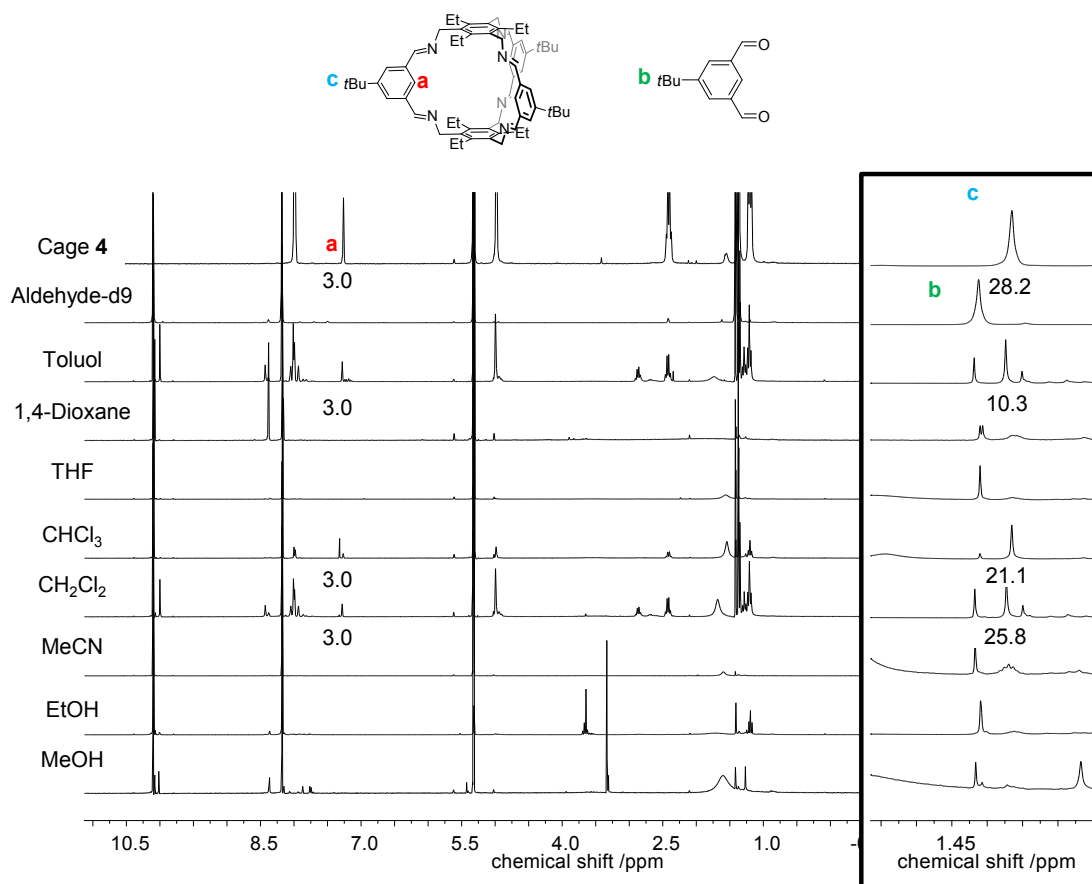 Et
Et
Et
N
N
tBu
c
tBu
a
N
N
N
N
tBu
Et
Et
Et
b
tBu
O
O
Cage 4
a
c
3.0
28.2
Aldehyde-d9
b
Toluol
1,4-Dioxane
3.0
10.3
THF
CHCl3
CH2Cl2
3.0
21.1
MeCN
3.0
25.8
EtOH
MeOH
10.5
8.5
7.0
5.5
4.0
2.5
1.0
1.45
chemical shift /ppm
chemical shift /ppm